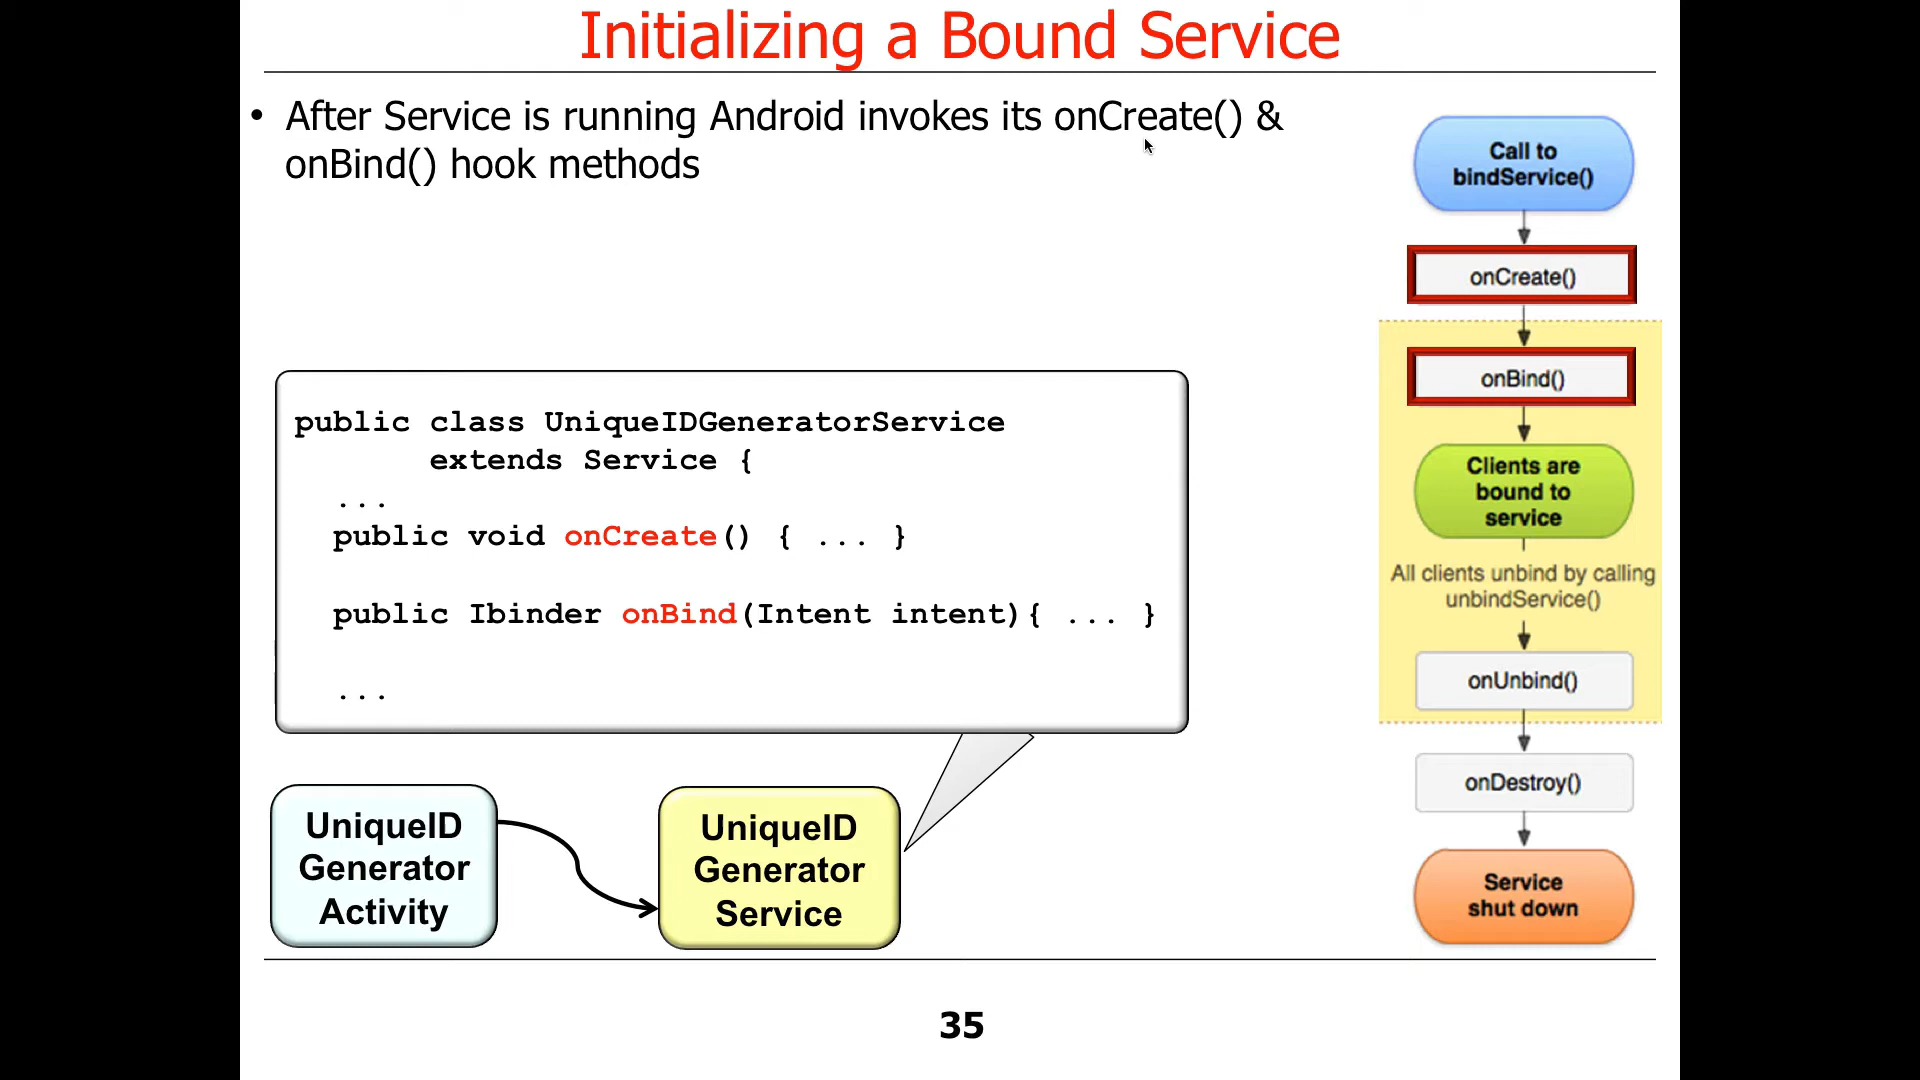 Initializing a Bound Service
• After Service is running Android invokes its onCreate() &
onBind() hook methods
public class UniqueIDGeneratorService
extends Service {
...
public void onCreate() { ... }
public Ibinder onBind(Intent intent){ ... }
...
UniqueID
Generator
Activity
UniqueID
Generator
Service
Call to
bindService()
onCreate()
onBind()
Clients are
bound to
service
All clients unbind by calling
unbindService()
onUnbind()
onDestroy()
Service
shut down
35